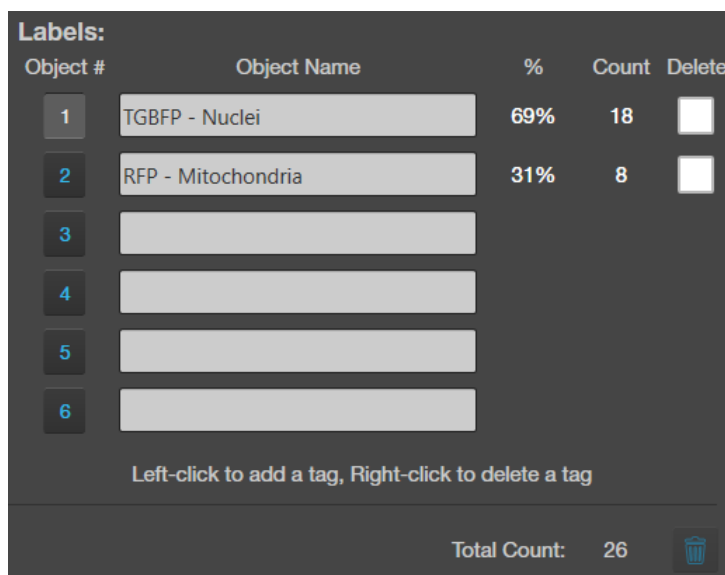 Labels:
Object # Object Name % Count Delete
1 TGBFP - Nuclei 69% 18
2 RFP - Mitochondria 31% 8
3
4
5
6
Left-click to add a tag, Right-click to delete a tag
Total Count: 26